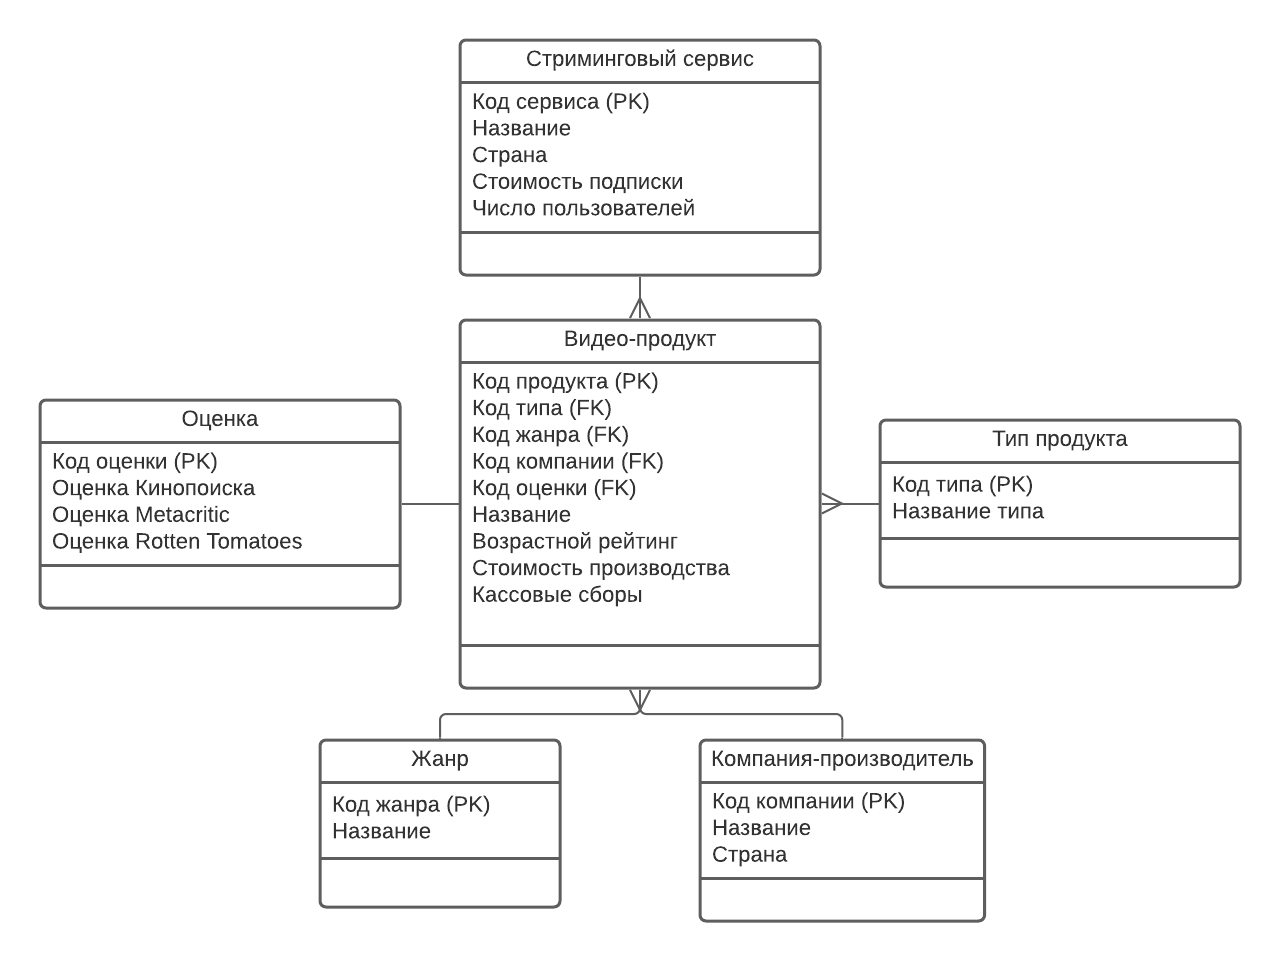 Стриминговый сервис
Код сервиса (PK)
Название
Страна
Стоимость подписки
Число пользователей
Видео-продукт
Код продукта (PK)
Код типа (FK)
Код жанра (FK)
Код компании (FK)
Код оценки (FK)
Название
Возрастной рейтинг
Стоимость производства
Кассовые сборы
Оценка
Код оценки (PK)
Оценка Кинопоиска
Оценка Metacritic
Оценка Rotten Tomatoes
Тип продукта
Код типа (PK)
Название типа
Жанр
Код жанра (PK)
Название
Компания-производитель
Код компании (PK)
Название
Страна